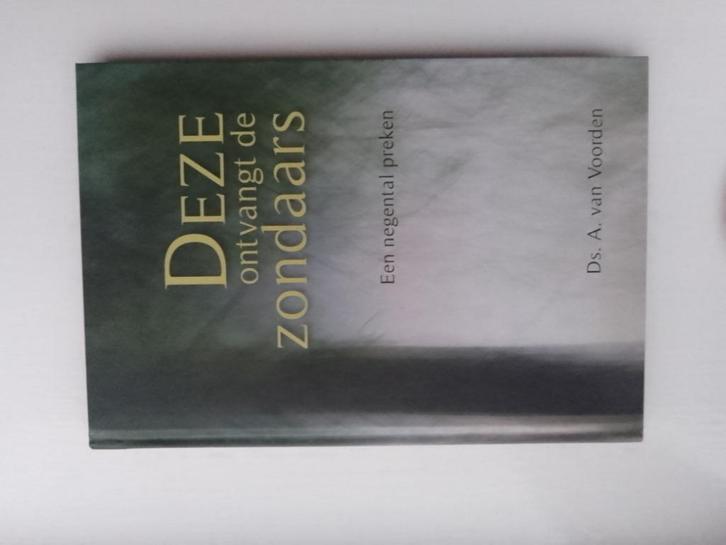 DEZE
ontvangt de
zondaars
Een negental preken
Ds. A. van Voorden